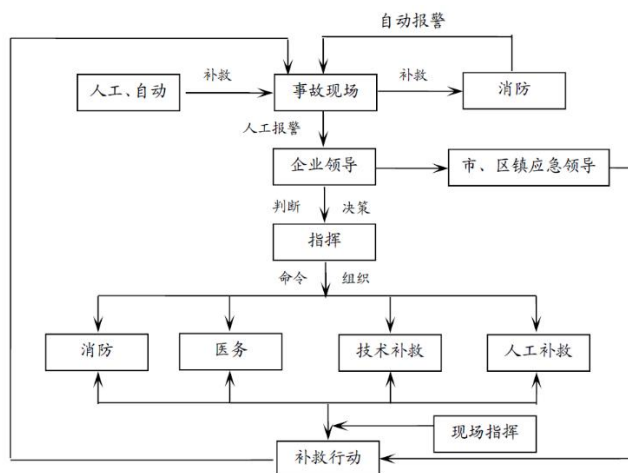 自动报警
人工、自动
补救
事故现场
补救
消防
人工报警
企业领导
市、区镇应急领导
判断 决策
指挥
命令 组织
消防
医务
技术补救
人工补救
现场指挥
补救行动